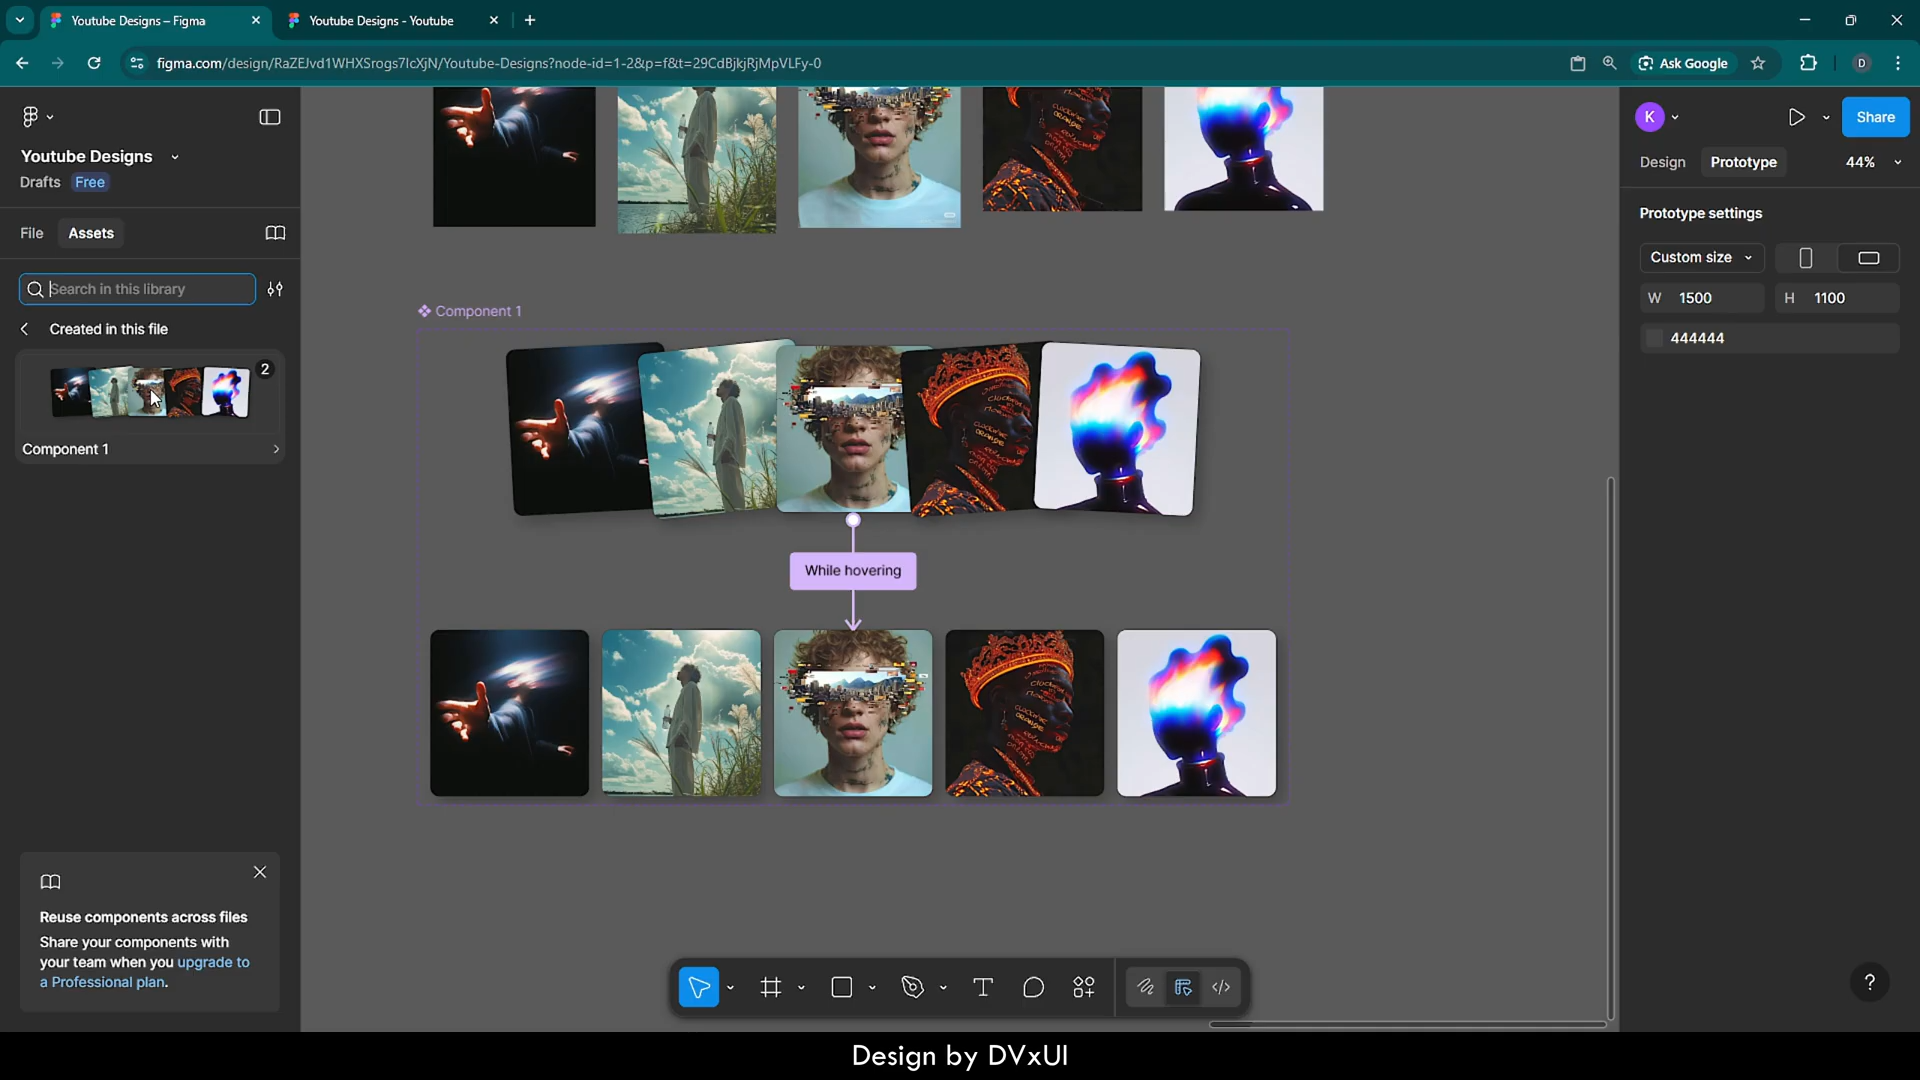 Youtube Designs – Figma
Youtube Designs - Youtube
figma.com/design/RaZEJvd1WHXSrogs7IcXjN/Youtube-Designs?node-id=1-2&p=f&t=29CdBjkjRjMpVLFy-0
Ask Google
D
Youtube Designs
Drafts Free
File Assets
Search in this library
Created in this file
2
Component 1
Reuse components across files
Share your components with
your team when you upgrade to
a Professional plan.
Component 1
While hovering
K
Share
Design Prototype 44%
Prototype settings
Custom size
W 1500 H 1100
444444
?
Design by DVxUI